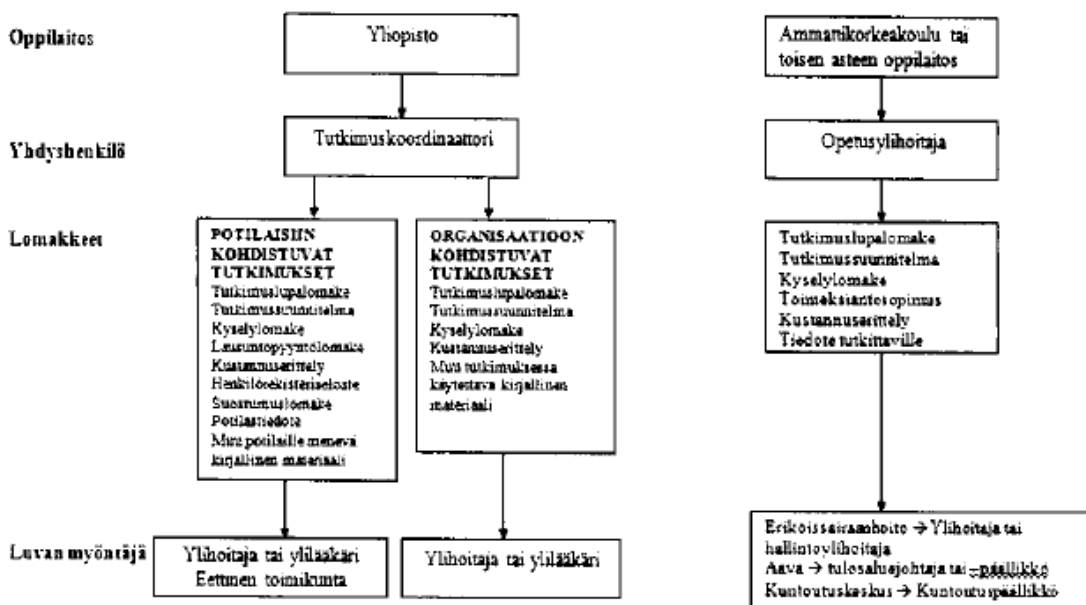 Oppilaitos
Yliopisto
Ammattikorkeakoulu tai
toisen asteen oppilaitos
Yhdyshenkilö
Tutkimuskoordinaattori
Opetusylihoitaja
Lomakkeet
POTILAISIIN
KOHDISTUVAT
TUTKIMUKSET
Tutkimuslupalomake
Tutkimussuunnitelma
Kyselylomake
Lausuntopyyntölomake
Kustannuserittely
Henkilörekisteriseloste
Suostumuslomake
Potilastiedote
Muu potilaille menevä
kirjallinen materiaali
ORGANISAATIOON
KOHDISTUVAT
TUTKIMUKSET
Tutkimuslupalomake
Tutkimussuunnitelma
Kyselylomake
Kustannuserittely
Muu tutkimuksessa
käytettävä kirjallinen
materiaali
Tutkimuslupalomake
Tutkimussuunnitelma
Kyselylomake
Toimeksiantosopimus
Kustannuserittely
Tiedote tutkittaville
Luvan myöntäjä
Ylihoitaja tai ylilääkäri
Eettinen toimikunta
Ylihoitaja tai ylilääkäri
Erikoissairaanhoito → Ylihoitaja tai
hallintoylihoitaja
Aava → tulosaluejohtaja tai –päällikkö
Kuntoutuskeskus → Kuntoutuspäällikkö